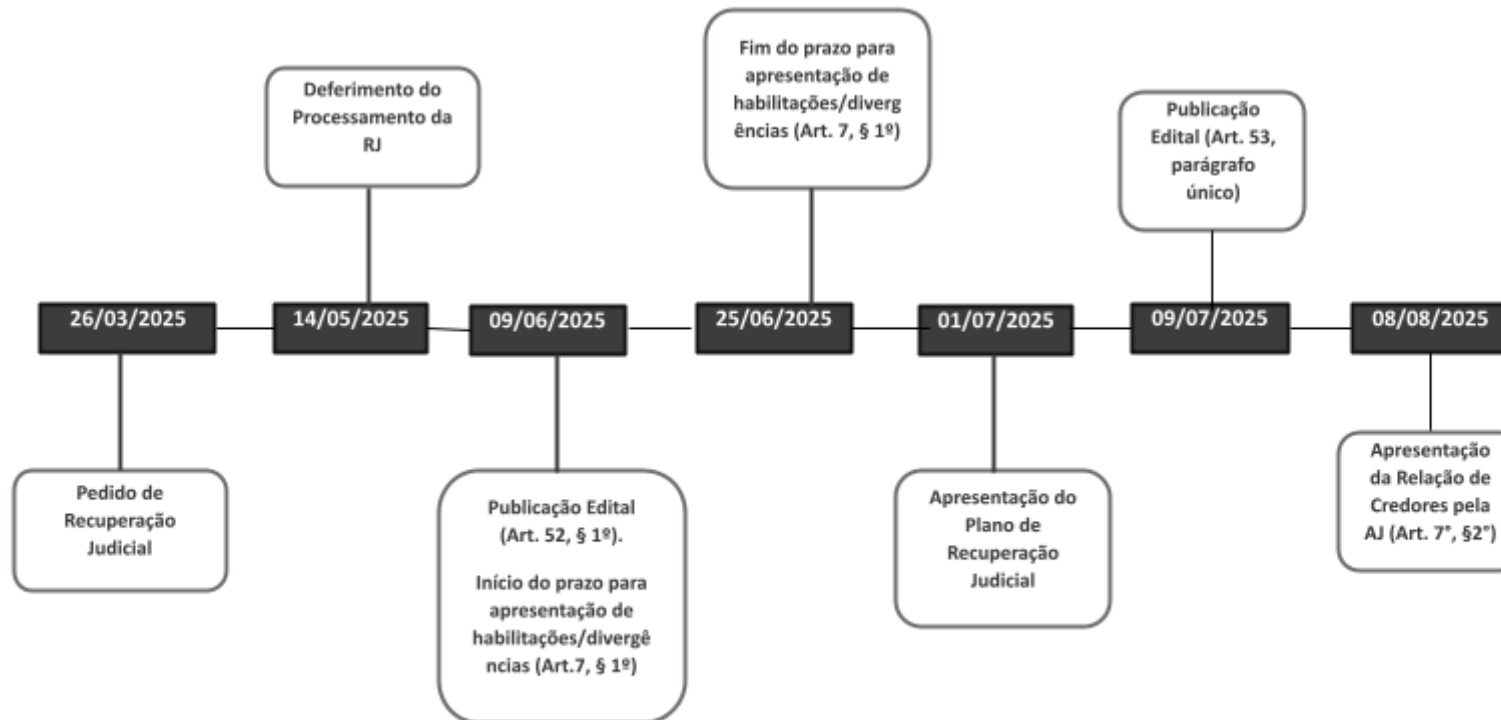 Fim do prazo para
apresentação de
habilitações/diverg
ências (Art. 7, § 1º)
Deferimento do
Processamento da
RJ
Publicação
Edital (Art. 53,
parágrafo
único)
26/03/2025
14/05/2025
09/06/2025
25/06/2025
01/07/2025
09/07/2025
08/08/2025
Pedido de
Recuperação
Judicial
Publicação Edital
(Art. 52, § 1º).
Início do prazo para
apresentação de
habilitações/divergê
ncias (Art.7, § 1º)
Apresentação do
Plano de
Recuperação
Judicial
Apresentação
da Relação de
Credores pela
AJ (Art. 7°, §2°)